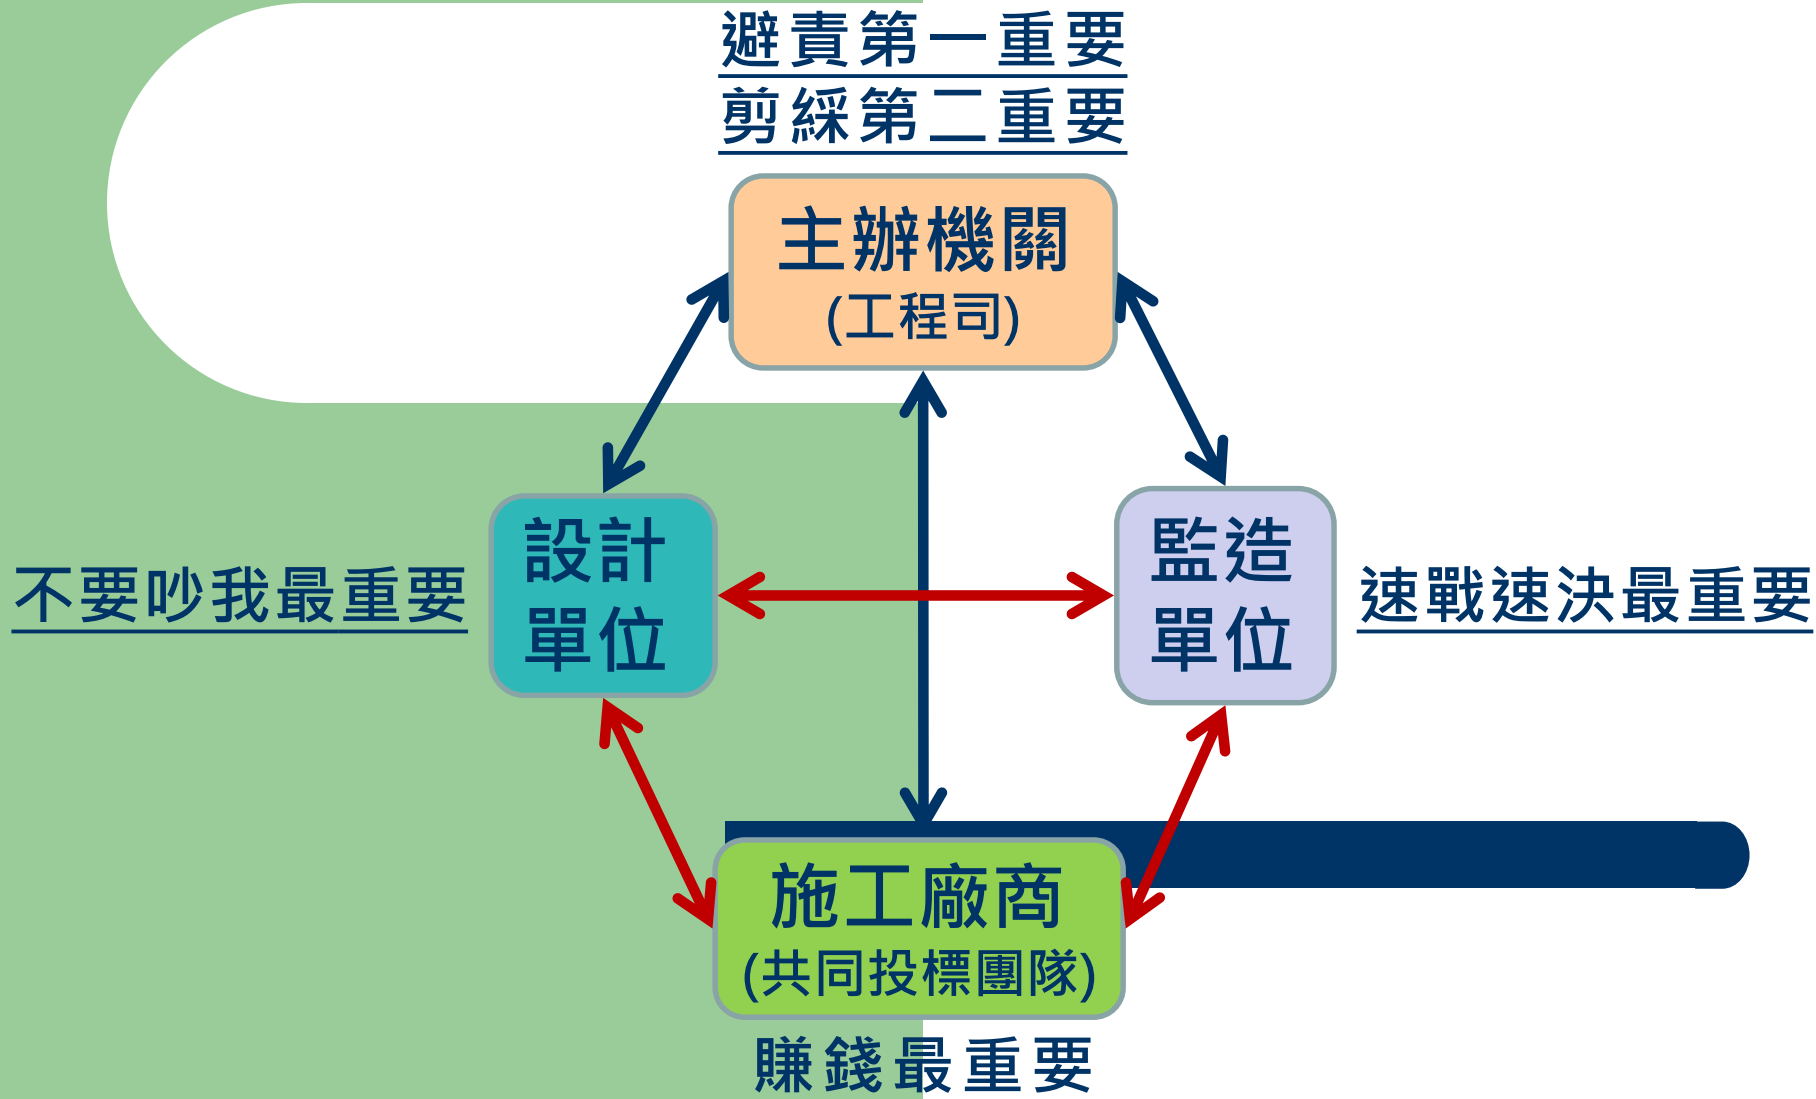 避責第一重要
剪綵第二重要
主辦機關
(工程司)
設計
單位
監造
單位
不要吵我最重要
速戰速決最重要
施工廠商
(共同投標團隊)
賺錢最重要